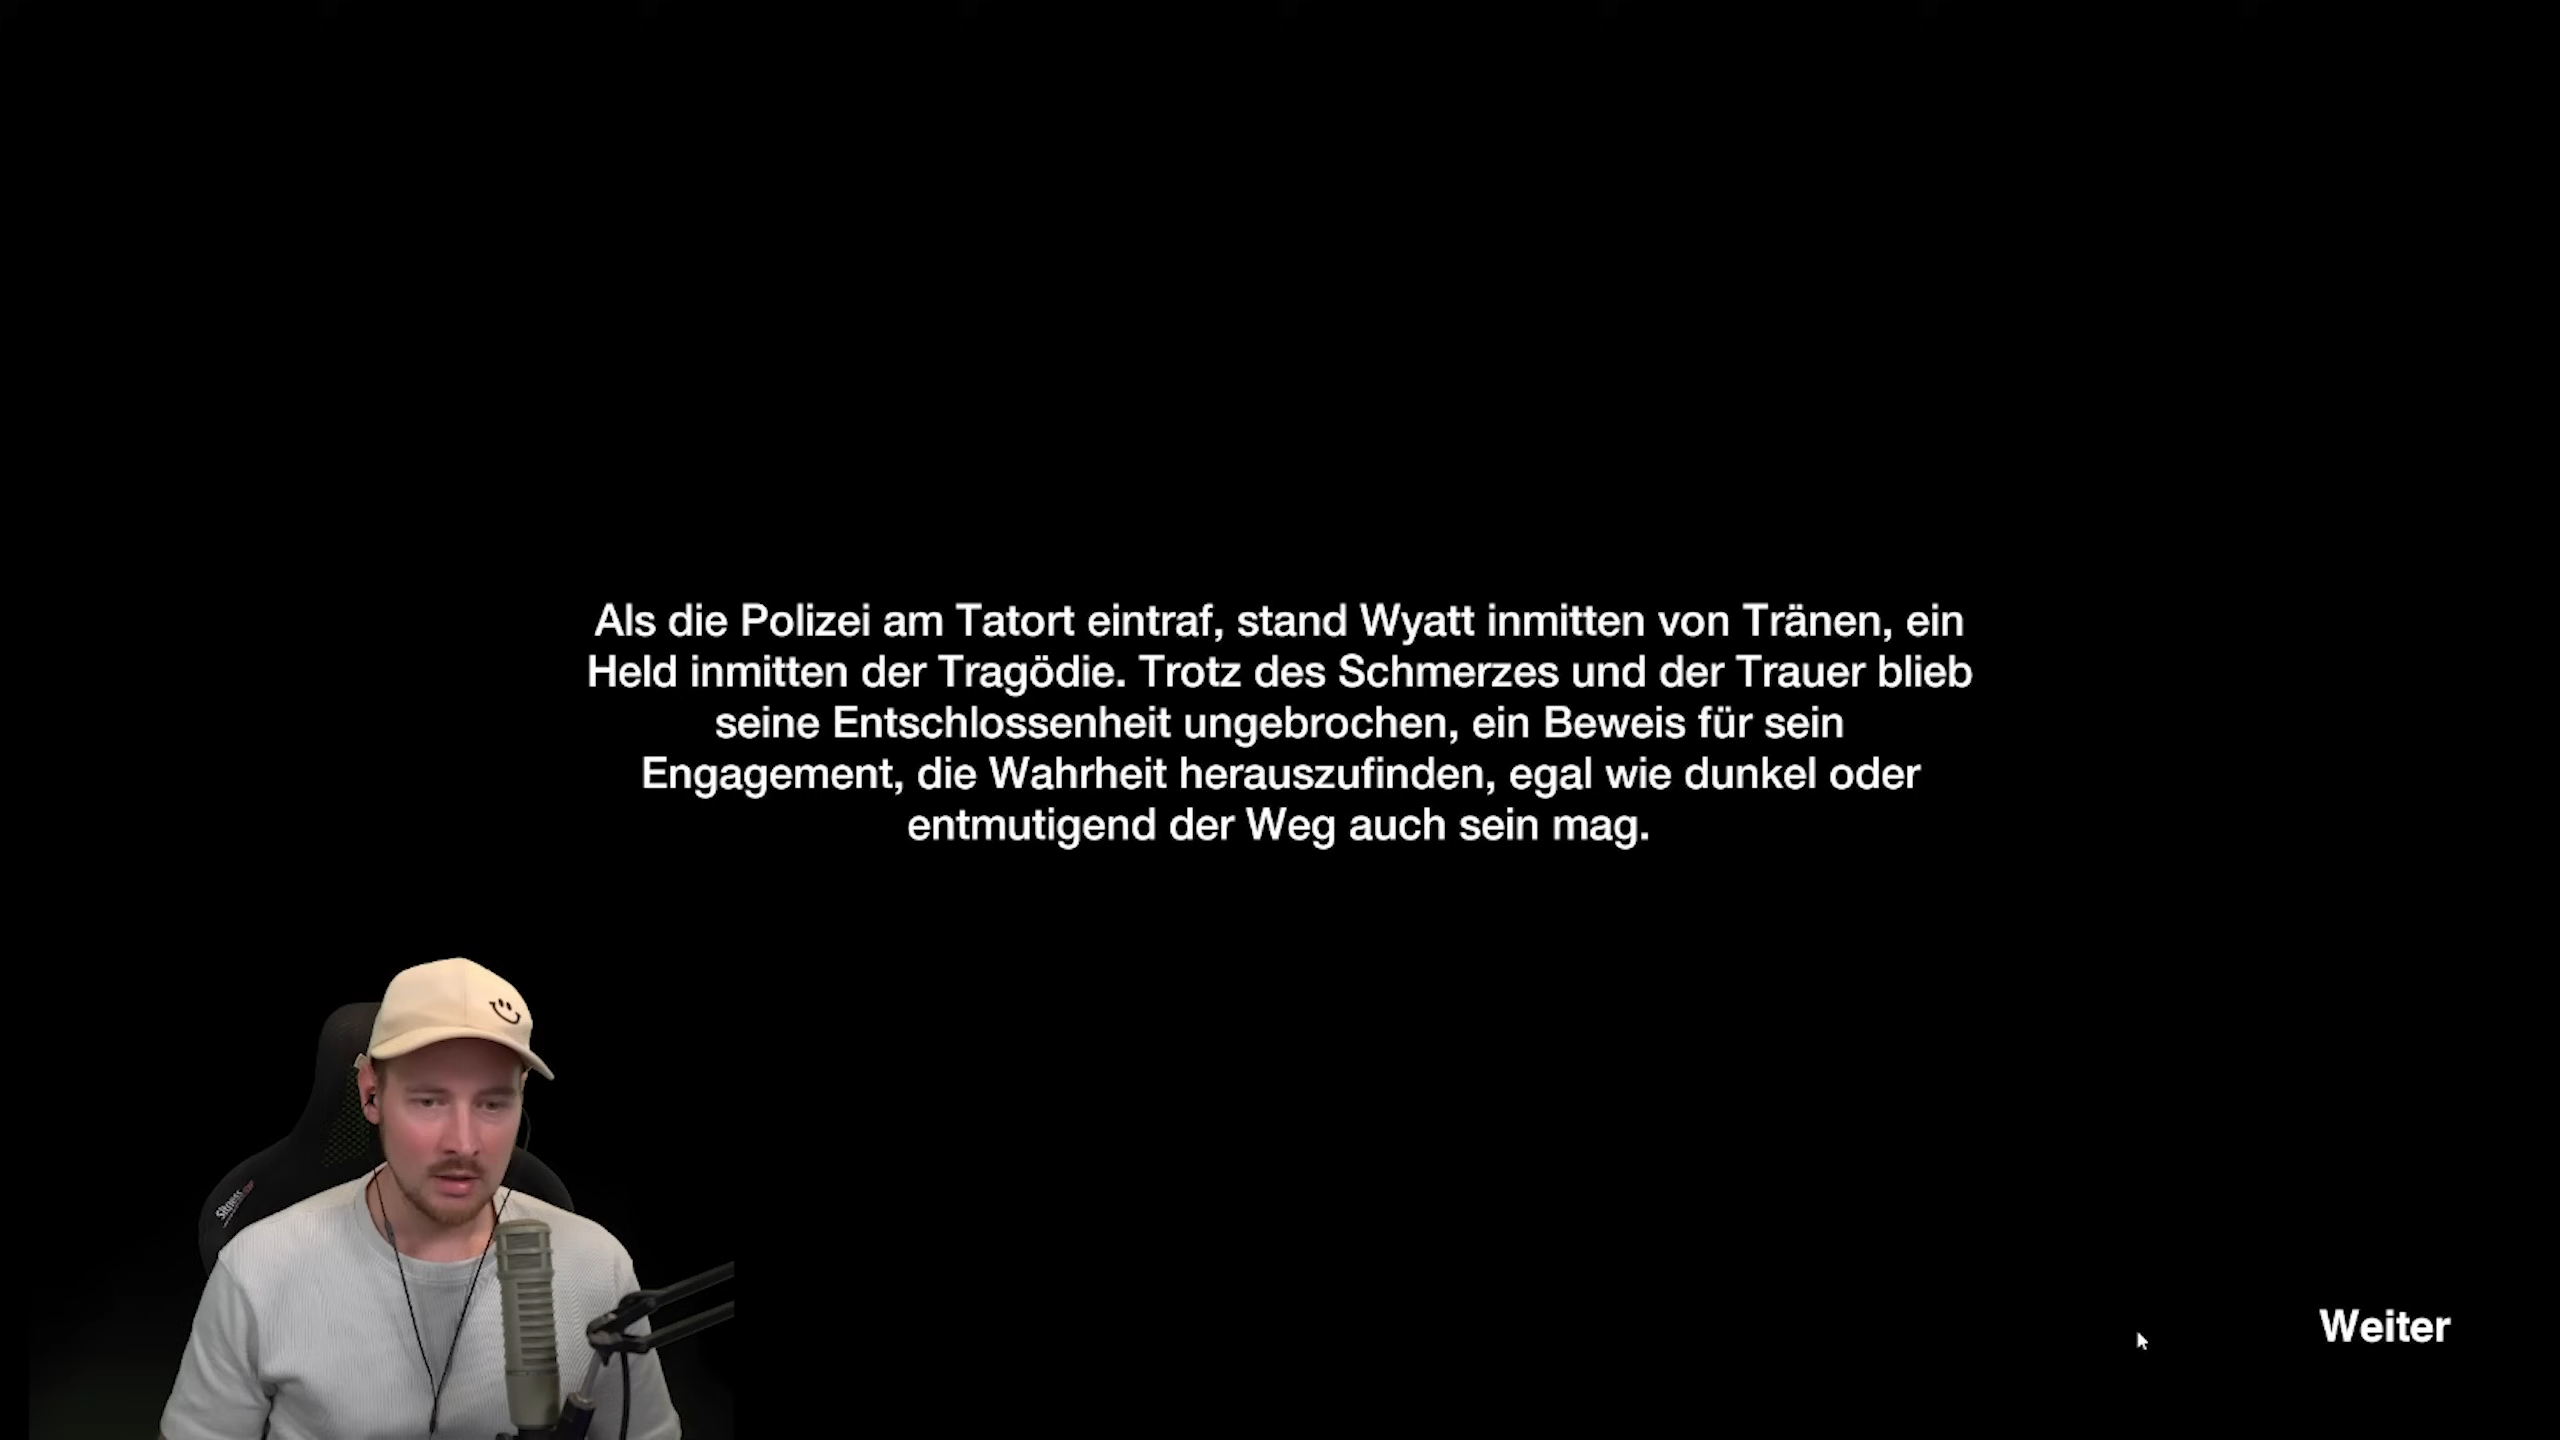 Als die Polizei am Tatort eintraf, stand Wyatt inmitten von Tränen, ein
Held inmitten der Tragödie. Trotz des Schmerzes und der Trauer blieb
seine Entschlossenheit ungebrochen, ein Beweis für sein
Engagement, die Wahrheit herauszufinden, egal wie dunkel oder
entmutigend der Weg auch sein mag.
Weiter